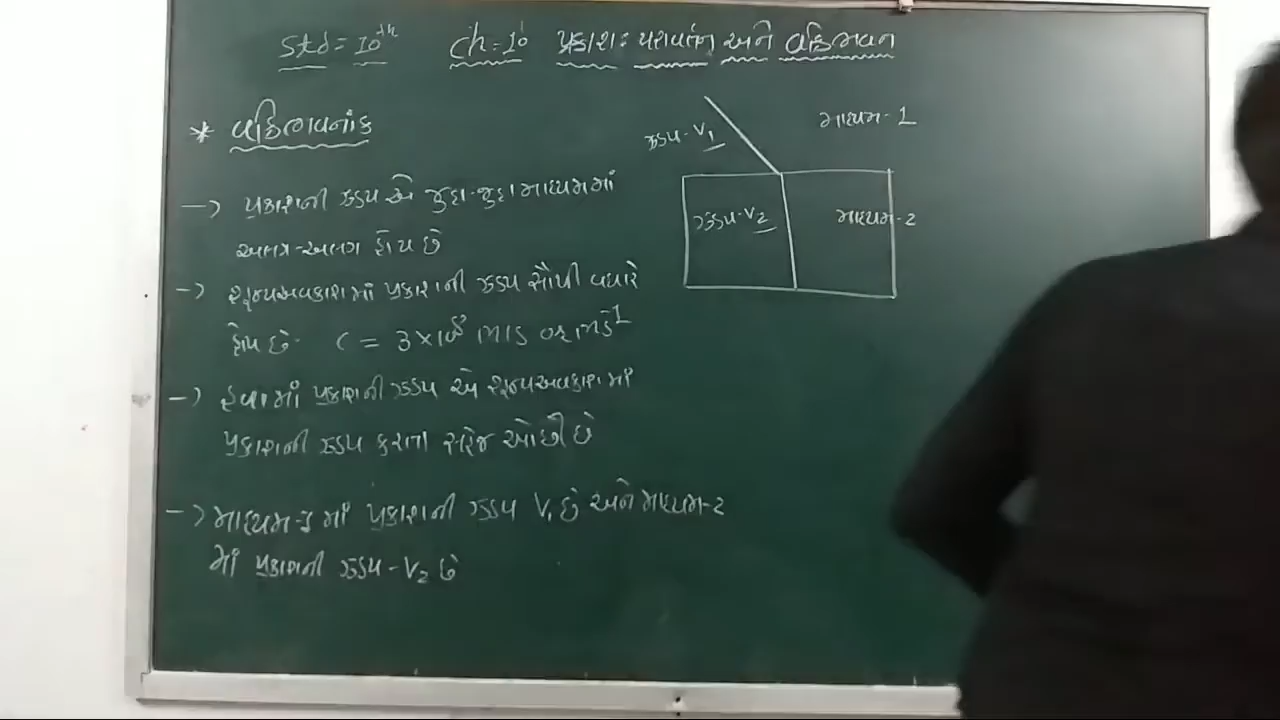 Std = 10th Ch:-10 પ્રકાશ: પરાવર્તન અને વક્રીભવન
* વક્રીભવનાંક
-> પ્રકાશની ઝડપ એ જુદા-જુદા માધ્યમમાં
અલગ-અલગ હોય છે
-> શૂન્યઅવકાશમાં પ્રકાશની ઝડપ સૌથી વધારે
હોય છે. C = 3×10⁸ m/s or ms⁻¹
-> હવામાં પ્રકાશની ઝડપ એ શૂન્યઅવકાશમાં
પ્રકાશની ઝડપ કરતા સહેજ ઓછી છે
-> માધ્યમ-1 માં પ્રકાશની ઝડપ V₁ છે અને માધ્યમ-2
માં પ્રકાશની ઝડપ-V₂ છે
માધ્યમ-1
ઝડપ-V₁
ઝડપ-V₂ માધ્યમ-2